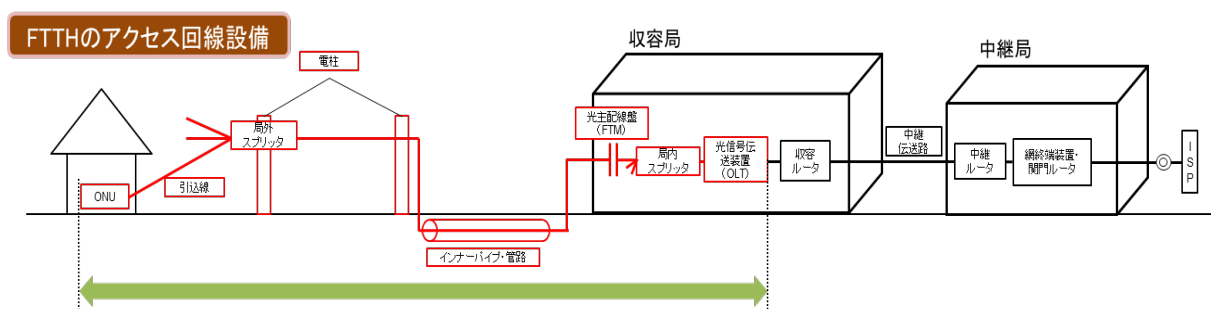 FTTHのアクセス回線設備
電柱
局外
スプリッタ
引込線
ONU
インナーパイプ・管路
収容局
光主配線盤
(FTM)
局内
スプリッタ
光信号伝
送装置
(OLT)
収容
ルータ
中継
伝送路
中継局
中継
ルータ
網終端装置・
関門ルータ
ISP